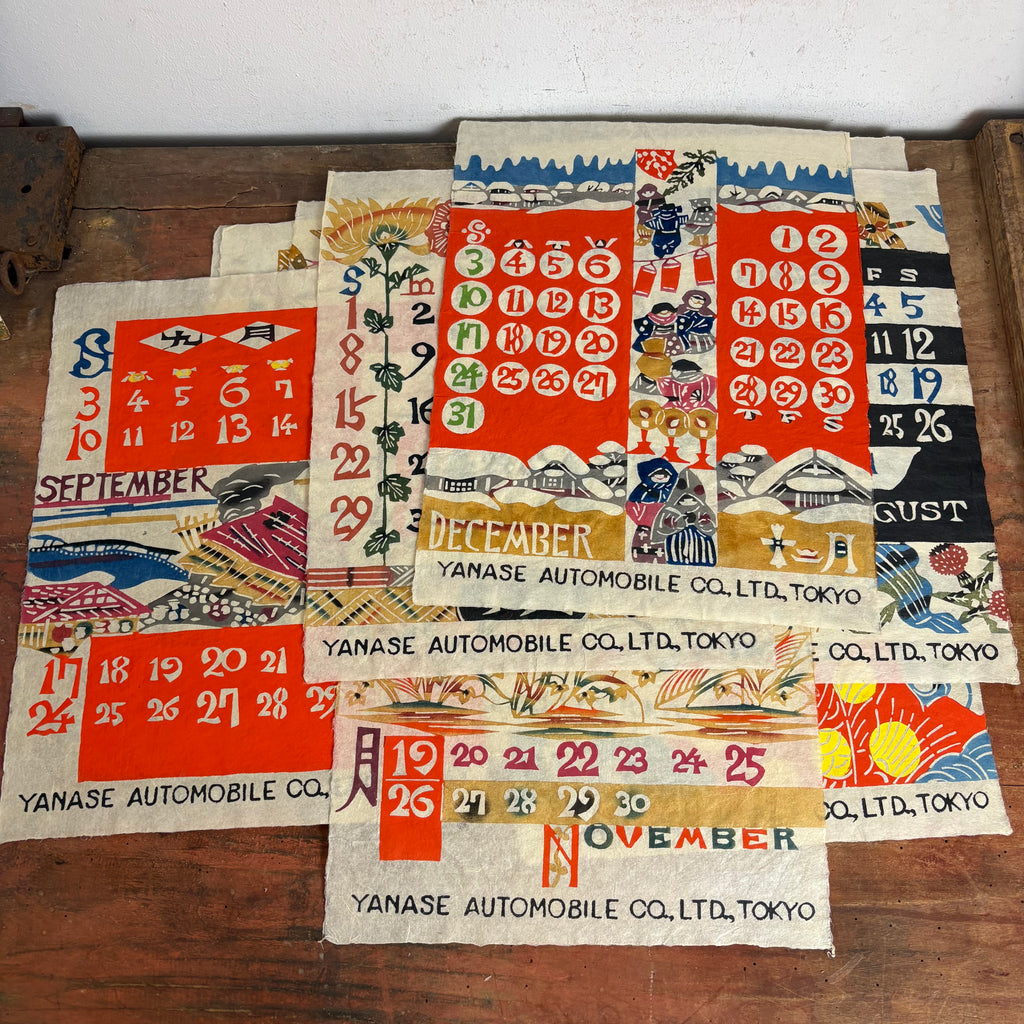 S 九月
3 4 5 6 7
10 11 12 13 14
SEPTEMBER
17 18 19 20 21
24 25 26 27 28 29
YANASE AUTOMOBILE CO.,
S m
1 2
8 9
15 16
22
29
YANASE AUTOMOBILE CO., LTD., TOKYO
S M T W
1 2
3 4 5 6 7 8 9
10 11 12 13 14 15 16
17 18 19 20 21 22 23
24 25 26 27 28 29 30
31 T F S
DECEMBER 十二月
YANASE AUTOMOBILE CO., LTD., TOKYO
F S
4 5
11 12
18 19
25 26
GUST
E CO., LTD., TOKYO
CO., LTD., TOKYO
月 19 20 21 22 23 24 25
26 27 28 29 30
NOVEMBER
YANASE AUTOMOBILE CO., LTD., TOKYO